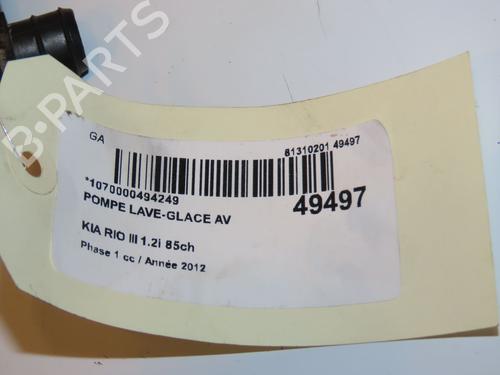 GA
81310201 49497
*1070000494249
49497
POMPE LAVE-GLACE AV
KIA RIO III 1.2i 85ch
Phase 1 cc / Année 2012
B-PARTS